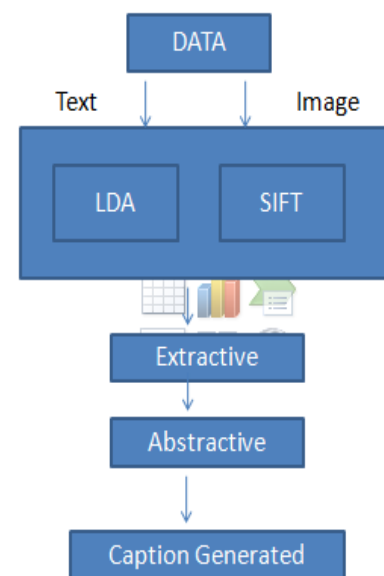 DATA
Text Image
LDA SIFT
Extractive
Abstractive
Caption Generated